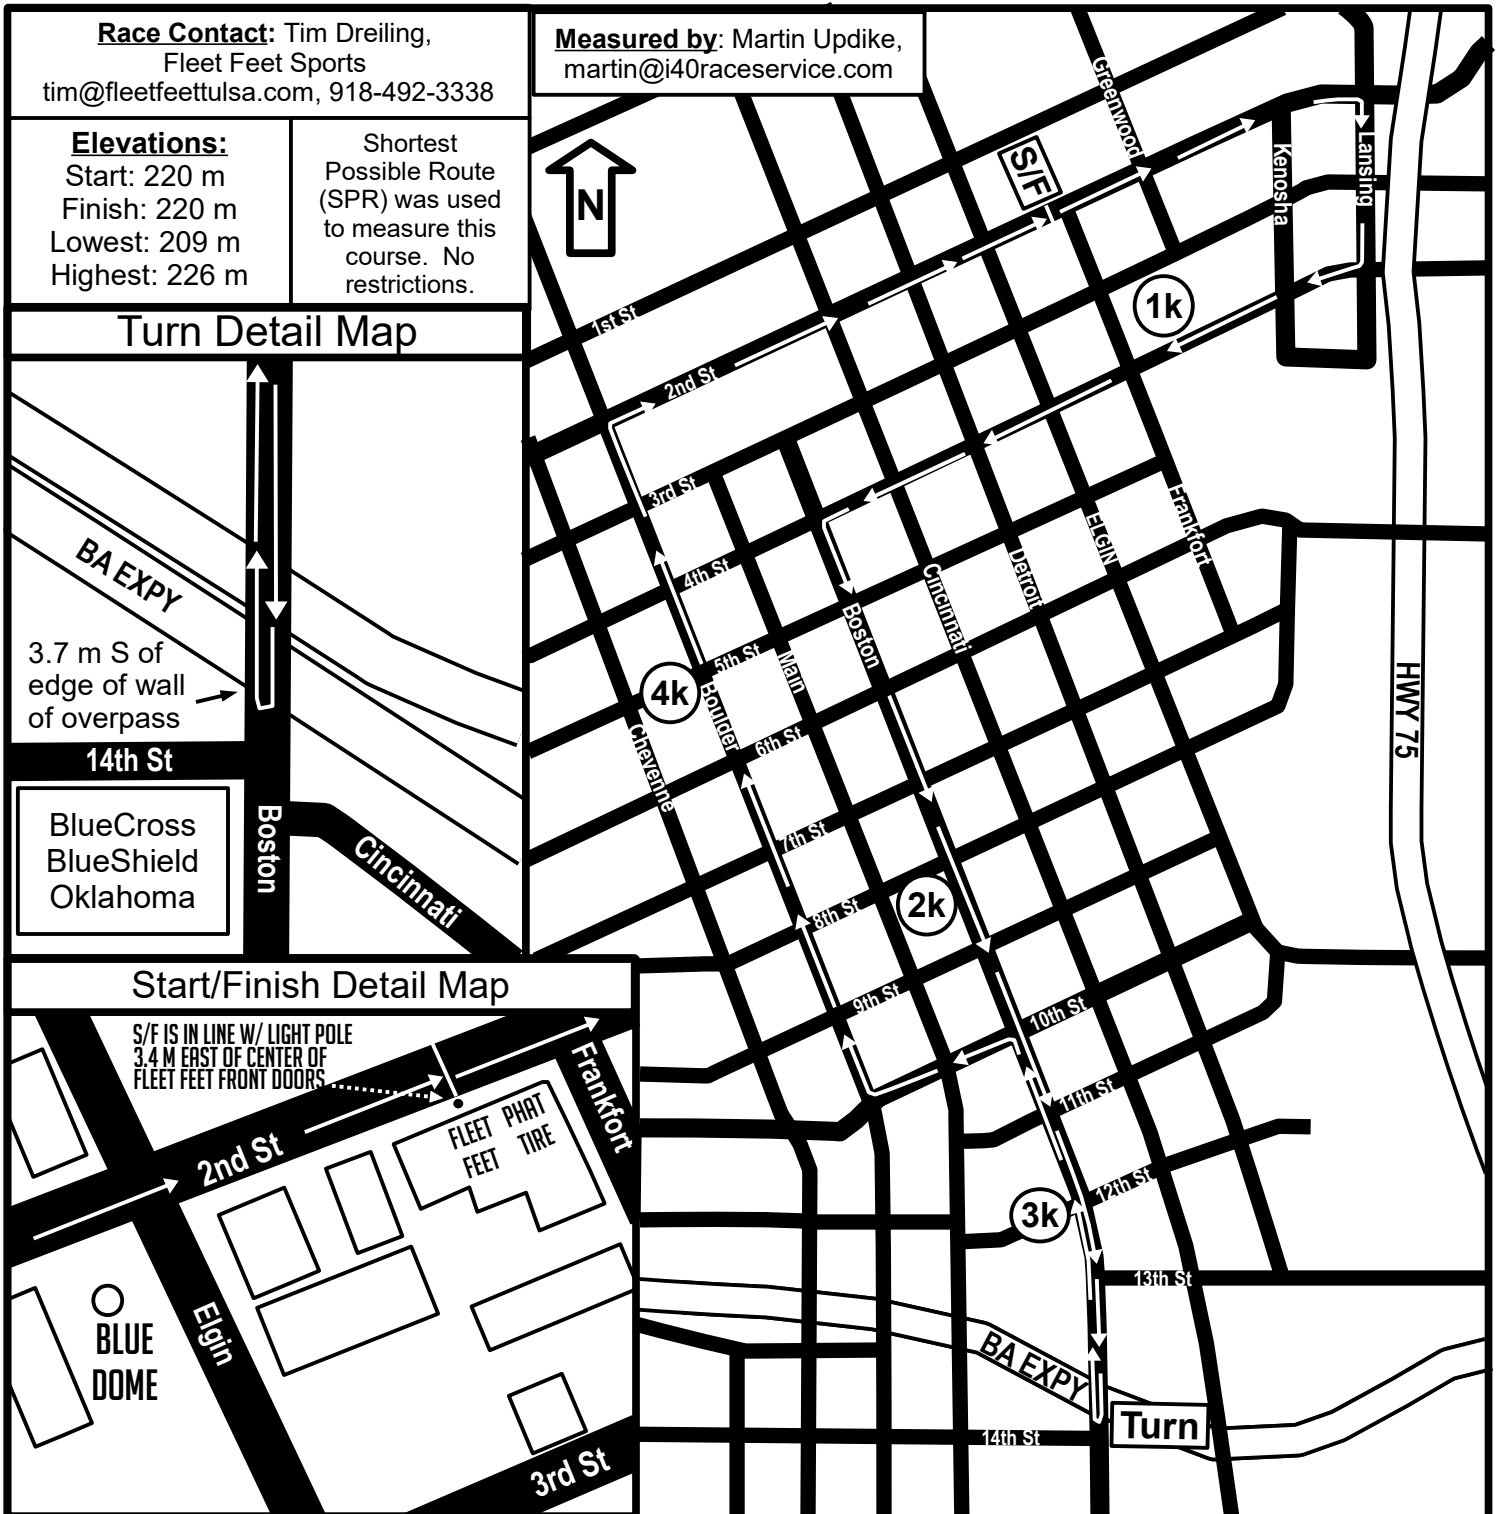 Race Contact: Tim Dreiling,
Fleet Feet Sports
tim@fleetfeettulsa.com, 918-492-3338
Measured by: Martin Updike,
martin@i40raceservice.com
Elevations:
Start: 220 m
Finish: 220 m
Lowest: 209 m
Highest: 226 m
Shortest
Possible Route
(SPR) was used
to measure this
course. No
restrictions.
N
Turn Detail Map
BA EXPY
3.7 m S of
edge of wall
of overpass
14th St
BlueCross
BlueShield
Oklahoma
Boston
Cincinnati
Start/Finish Detail Map
S/F IS IN LINE W/ LIGHT POLE
3.4 M EAST OF CENTER OF
FLEET FEET FRONT DOORS
2nd St
Frankfort
FLEET
FEET
PHAT
TIRE
BLUE
DOME
Elgin
3rd St
S/F
Greenwood
Kenosha
Lansing
1st St
2nd St
1k
3rd St
4th St
5th St
6th St
7th St
8th St
9th St
10th St
11th St
12th St
13th St
14th St
Cheyenne
Boulder
Main
Boston
Cincinnati
Detroit
ELGIN
Frankfort
HWY 75
4k
2k
3k
BA EXPY
Turn